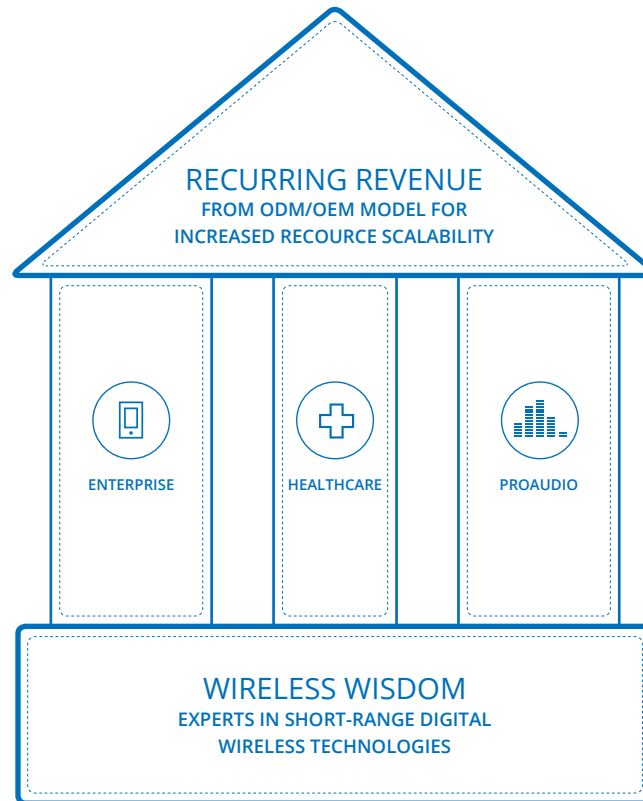 RECURRING REVENUE
FROM ODM/OEM MODEL FOR
INCREASED RECOURCE SCALABILITY
ENTERPRISE
HEALTHCARE
PROAUDIO
WIRELESS WISDOM
EXPERTS IN SHORT-RANGE DIGITAL
WIRELESS TECHNOLOGIES